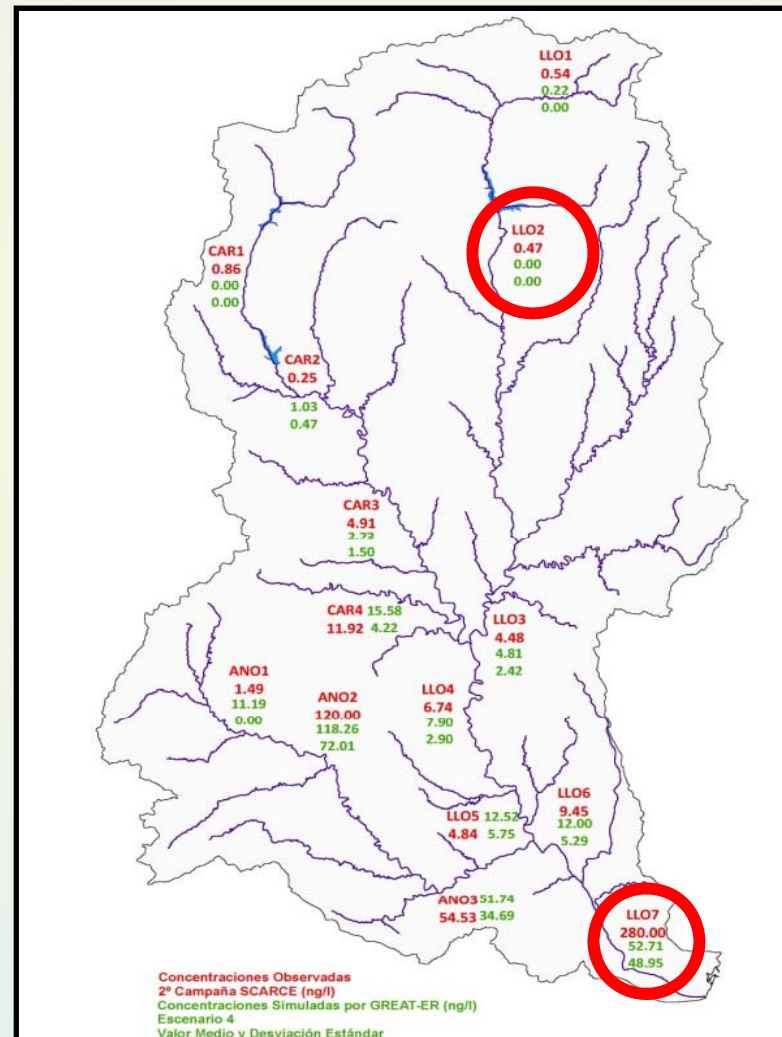 LLO1
0.54
0.22
0.00
LLO2
0.47
0.00
0.00
CAR1
0.86
0.00
0.00
CAR2
0.25
1.03
0.47
CAR3
4.91
2.73
1.50
CAR4 15.58
11.92 4.22
LLO3
4.48
4.81
2.42
ANO1
1.49
11.19
0.00
ANO2
120.00
118.26
72.01
LLO4
6.74
7.90
2.90
LLO5 12.52
4.84 5.75
LLO6
9.45
12.00
5.29
ANO3 51.74
54.53 34.69
LLO7
280.00
52.71
48.95
Concentraciones Observadas
2º Campaña SCARCE (ng/l)
Concentraciones Simuladas por GREAT-ER (ng/l)
Escenario 4
Valor Medio y Desviación Estándar